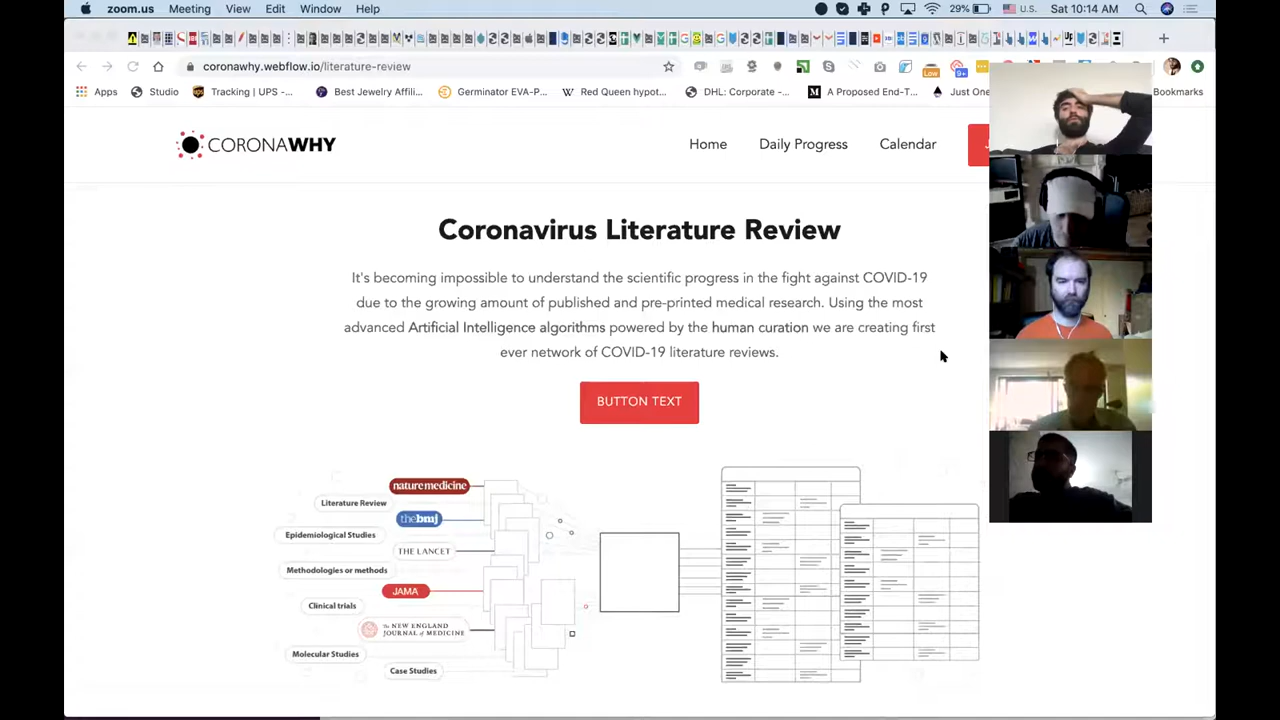 zoom.us Meeting View Edit Window Help 29% U.S. Sat 10:14 AM
coronawhy.webflow.io/literature-review
Low 9+
Apps Studio Tracking | UPS -... Best Jewelry Affili... Germinator EVA-P... Red Queen hypot... DHL: Corporate -... A Proposed End-T... Just One Bookmarks
CORONAWHY Home Daily Progress Calendar
Coronavirus Literature Review
It's becoming impossible to understand the scientific progress in the fight against COVID-19
due to the growing amount of published and pre-printed medical research. Using the most
advanced Artificial Intelligence algorithms powered by the human curation we are creating first
ever network of COVID-19 literature reviews.
BUTTON TEXT
nature medicine
Literature Review
thebmj
Epidemiological Studies
THE LANCET
Methodologies or methods
JAMA
Clinical trials
The NEW ENGLAND
JOURNAL of MEDICINE
Molecular Studies
Case Studies